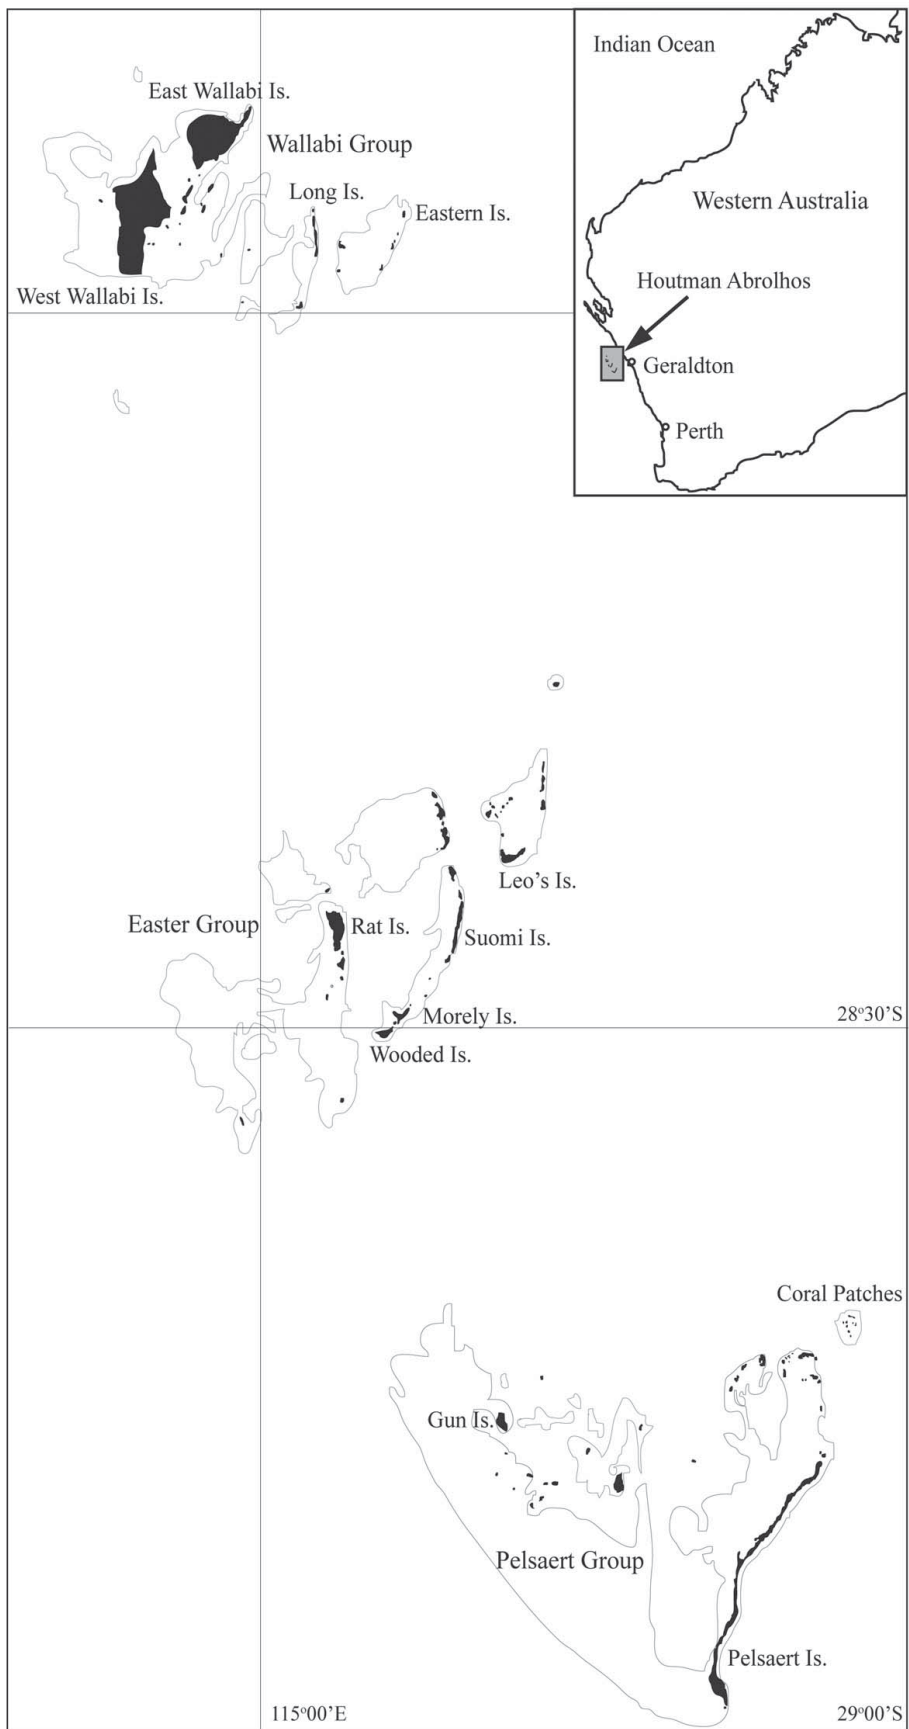 Indian Ocean
East Wallabi Is.
Wallabi Group
Long Is.
Eastern Is.
Western Australia
West Wallabi Is.
Houtman Abrolhos
Geraldton
Perth
Leo's Is.
Easter Group
Rat Is.
Suomi Is.
Morely Is.
28°30'S
Wooded Is.
Coral Patches
Gun Is.
Pelsaert Group
Pelsaert Is.
115°00'E
29°00'S